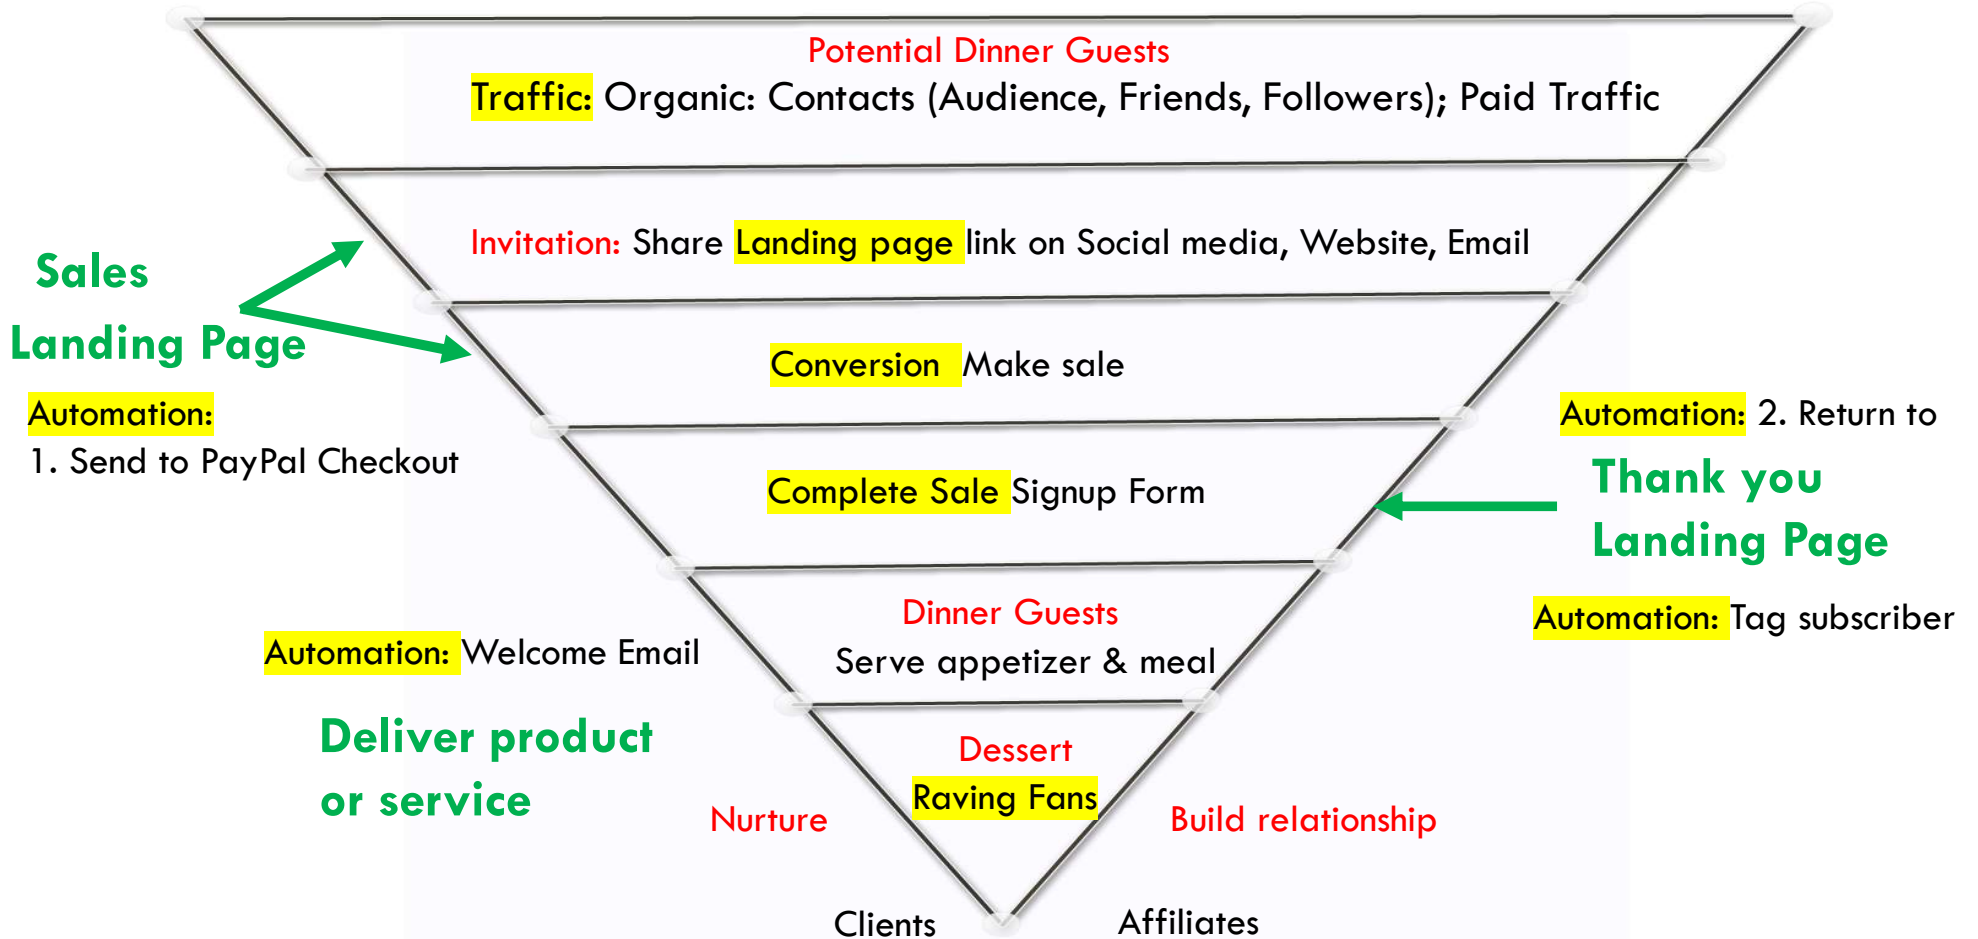 Potential Dinner Guests
Traffic: Organic: Contacts (Audience, Friends, Followers); Paid Traffic
Invitation: Share Landing page link on Social media, Website, Email
Sales
Landing Page
Conversion Make sale
Automation:
1. Send to PayPal Checkout
Automation: 2. Return to
Thank you
Landing Page
Complete Sale Signup Form
Automation: Tag subscriber
Dinner Guests
Serve appetizer & meal
Automation: Welcome Email
Deliver product
or service
Dessert
Raving Fans
Nurture
Build relationship
Clients
Affiliates